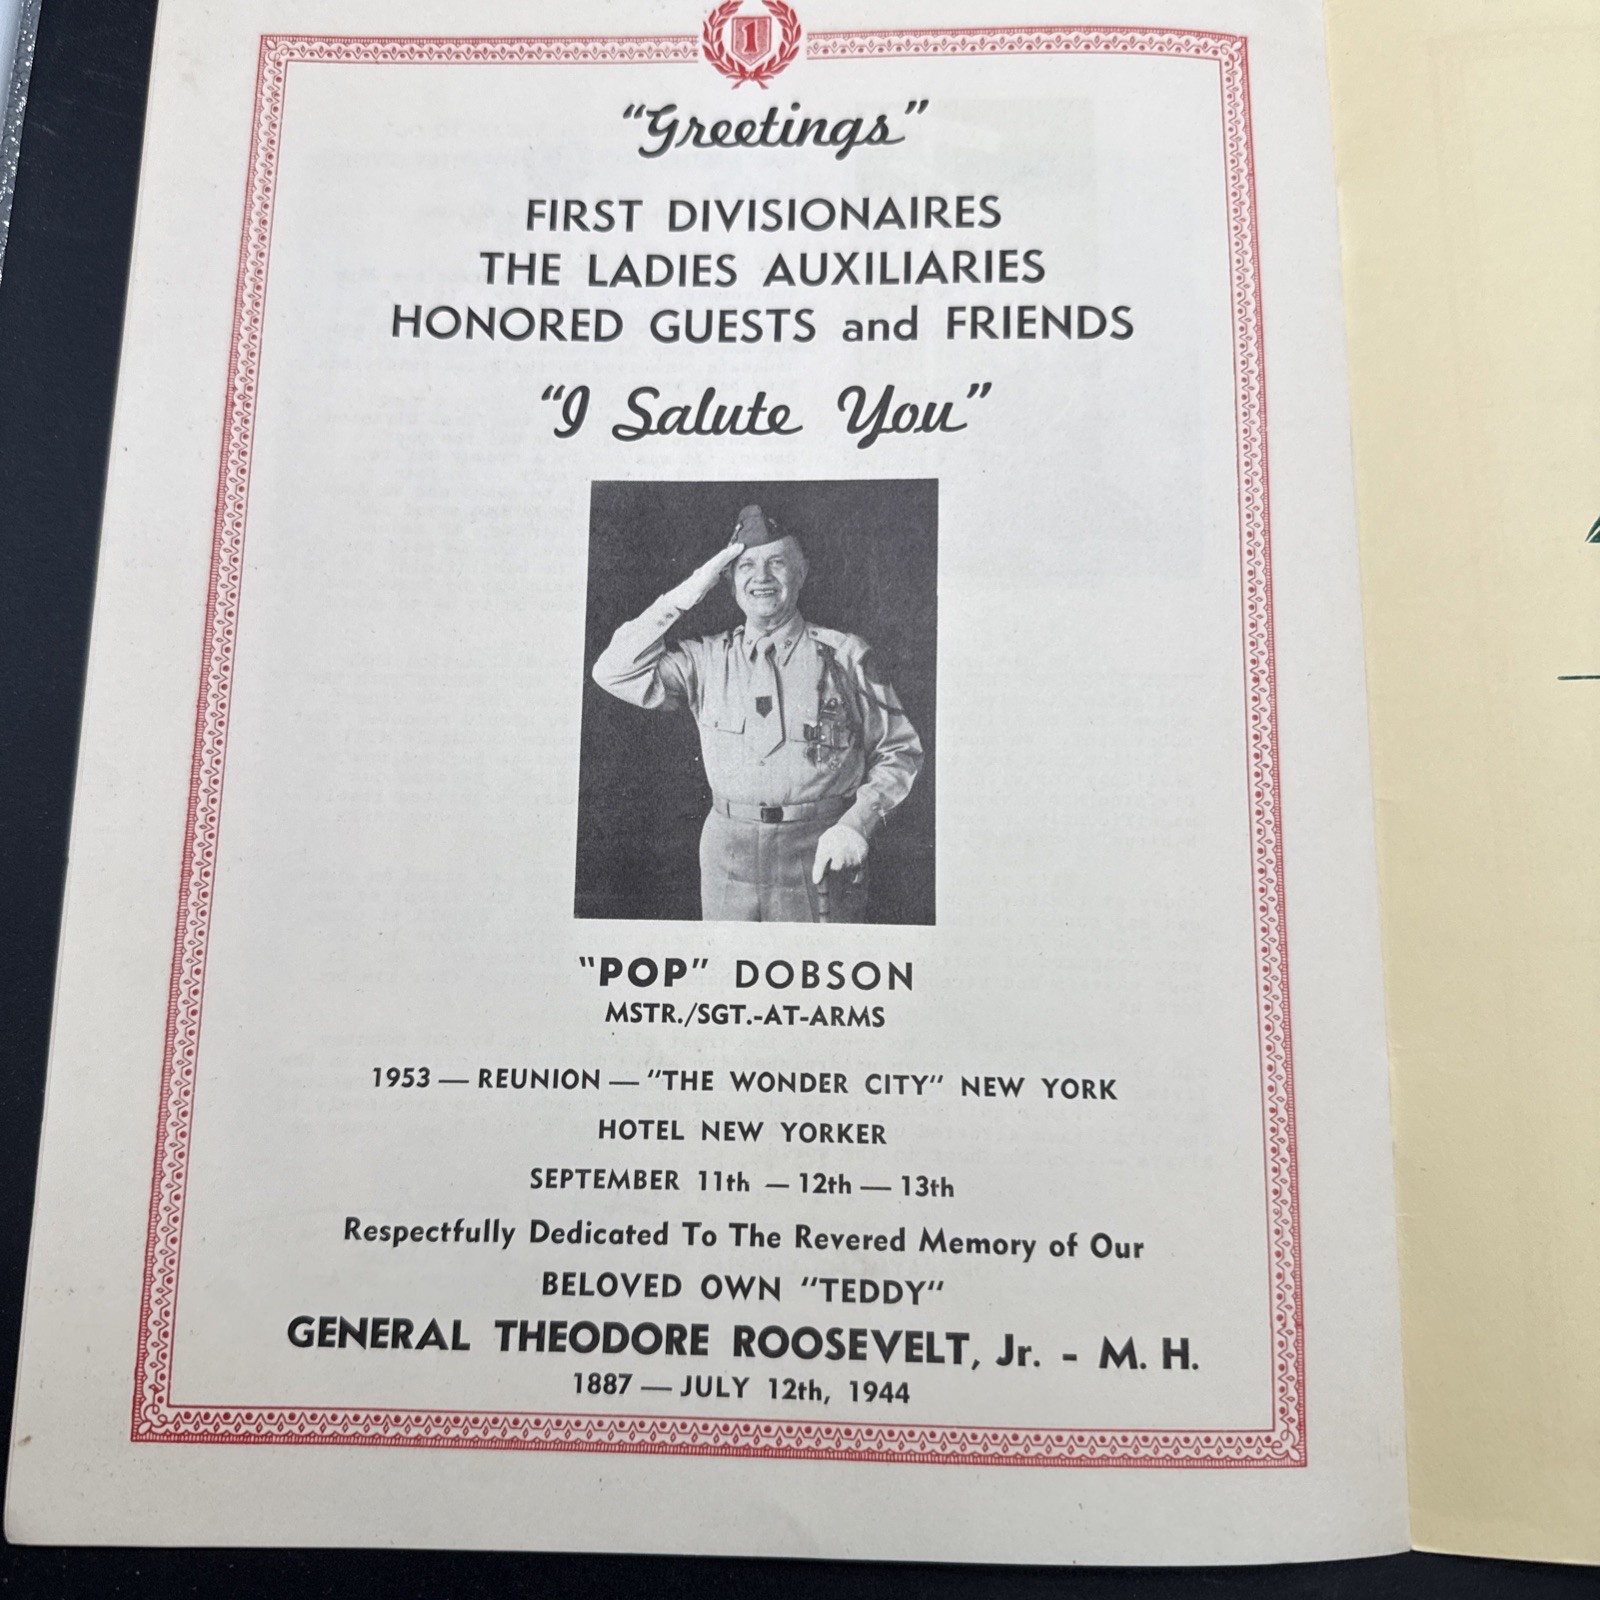 1
"Greetings"
FIRST DIVISIONAIRES
THE LADIES AUXILIARIES
HONORED GUESTS and FRIENDS
"I Salute You"
"POP" DOBSON
MSTR./SGT.-AT-ARMS
1953 — REUNION — "THE WONDER CITY" NEW YORK
HOTEL NEW YORKER
SEPTEMBER 11th — 12th — 13th
Respectfully Dedicated To The Revered Memory of Our
BELOVED OWN "TEDDY"
GENERAL THEODORE ROOSEVELT, Jr. - M. H.
1887 — JULY 12th, 1944